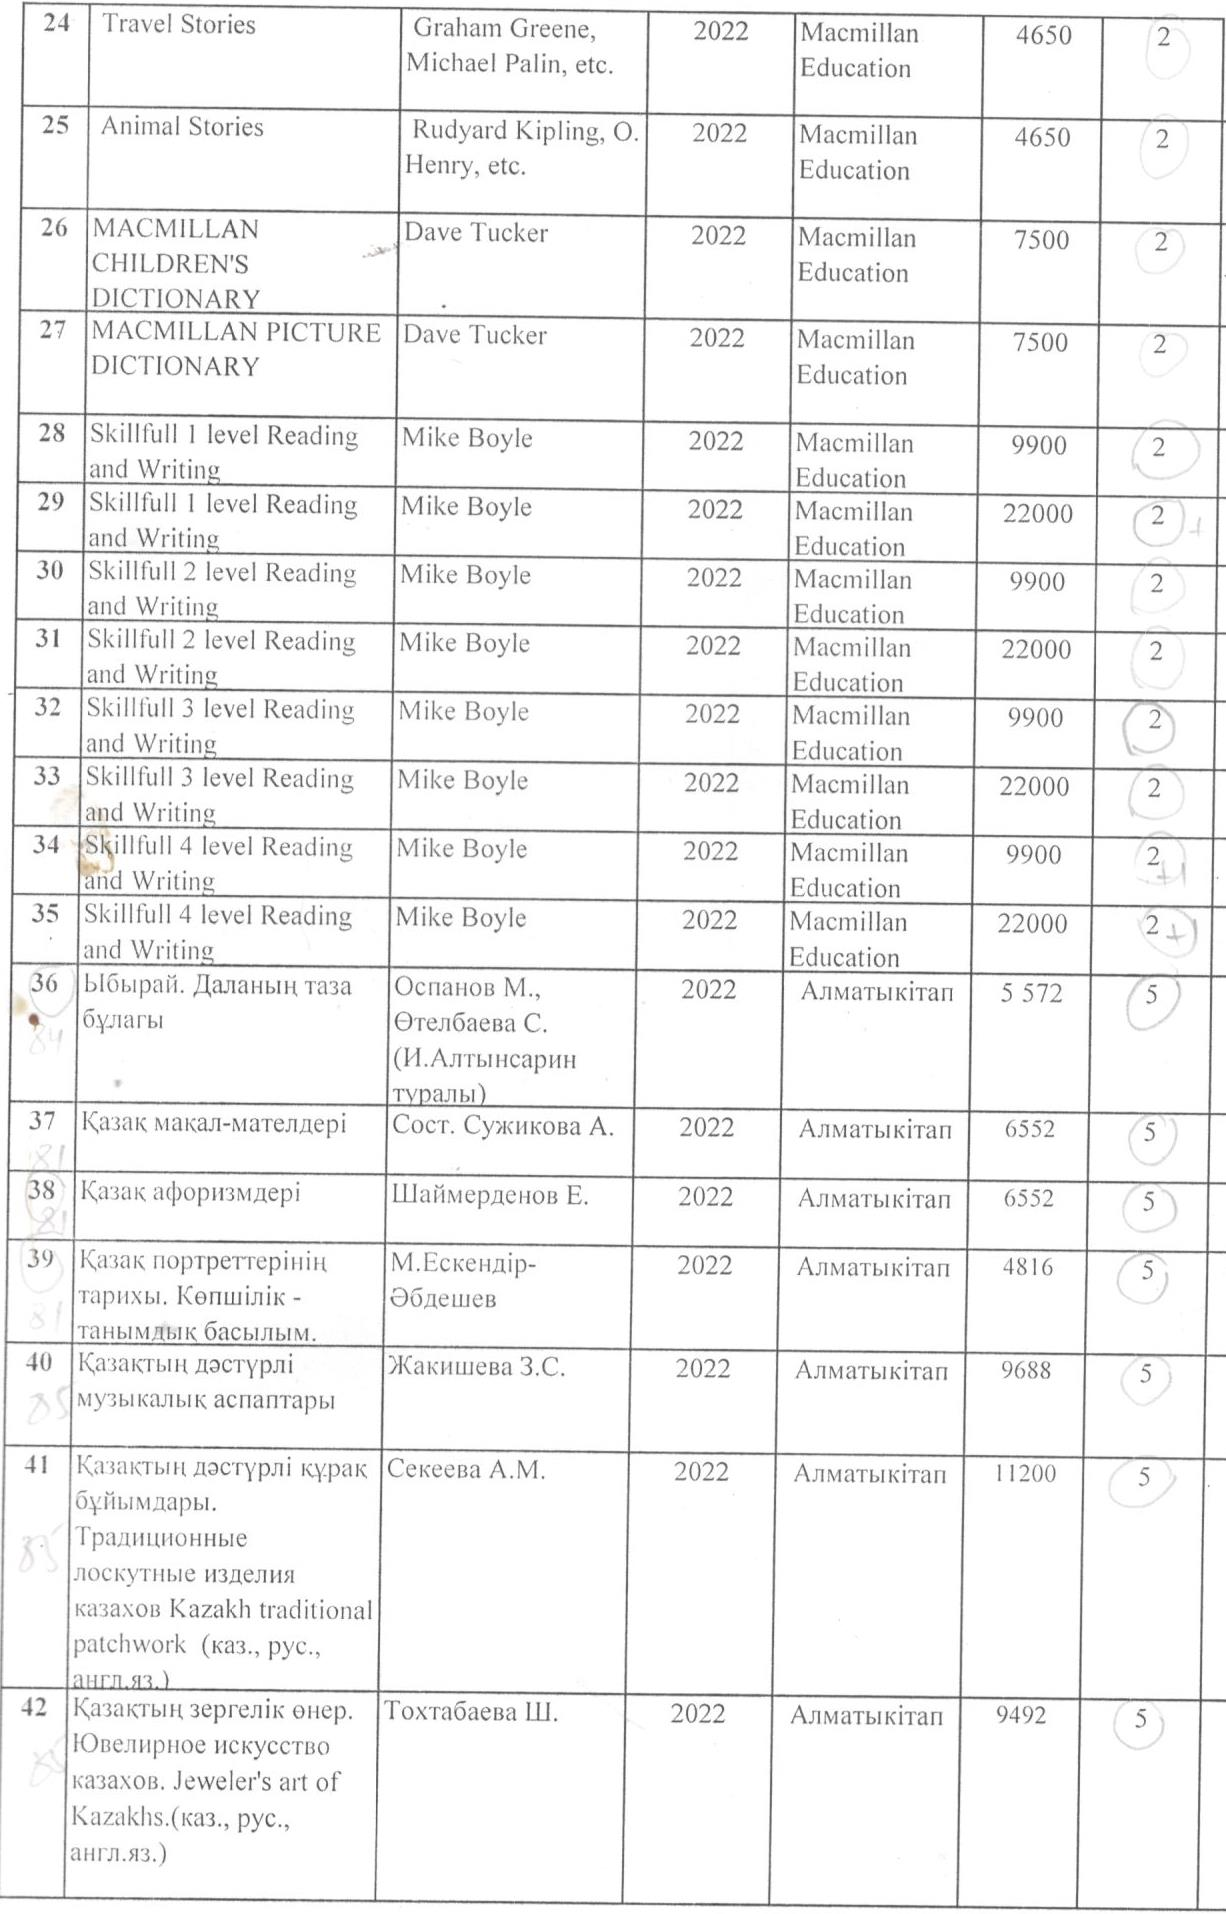 24 Travel Stories Graham Greene, 2022 Macmillan 4650 2
Michael Palin, etc. Education
25 Animal Stories Rudyard Kipling, O. 2022 Macmillan 4650 2
Henry, etc. Education
26 MACMILLAN Dave Tucker 2022 Macmillan 7500 2
CHILDREN'S Education
DICTIONARY
27 MACMILLAN PICTURE Dave Tucker 2022 Macmillan 7500 2
DICTIONARY Education
28 Skillfull 1 level Reading Mike Boyle 2022 Macmillan 9900 2
and Writing Education
29 Skillfull 1 level Reading Mike Boyle 2022 Macmillan 22000 2 +
and Writing Education
30 Skillfull 2 level Reading Mike Boyle 2022 Macmillan 9900 2
and Writing Education
31 Skillfull 2 level Reading Mike Boyle 2022 Macmillan 22000 2
and Writing Education
32 Skillfull 3 level Reading Mike Boyle 2022 Macmillan 9900 2
and Writing Education
33 Skillfull 3 level Reading Mike Boyle 2022 Macmillan 22000 2
and Writing Education
34 Skillfull 4 level Reading Mike Boyle 2022 Macmillan 9900 2
and Writing Education
35 Skillfull 4 level Reading Mike Boyle 2022 Macmillan 22000 2
and Writing Education
36 Ыбырай. Даланың таза Оспанов М., 2022 Алматыкітап 5 572 5
бұлагы Өтелбаева С.
84 (И.Алтынсарин
туралы)
37 Қазақ мақал-мателдері Сост. Сужикова А. 2022 Алматыкітап 6552 5
81
38 Қазақ афоризмдері Шаймерденов Е. 2022 Алматыкітап 6552 5
81
39 Қазақ портреттерінің М.Ескендір- 2022 Алматыкітап 4816 5
тарихы. Көпшілік - Әбдешев
81 танымдық басылым.
40 Қазақтың дәстүрлі Жакишева З.С. 2022 Алматыкітап 9688 5
85 музыкалық аспаптары
41 Қазақтың дәстүрлі құрақ Секеева А.М. 2022 Алматыкітап 11200 5
бұйымдары.
85 Традиционные
лоскутные изделия
казахов Kazakh traditional
patchwork (каз., рус.,
англ.яз.)
42 Қазақтың зергелік өнер. Тохтабаева Ш. 2022 Алматыкітап 9492 5
Ювелирное искусство
85 казахов. Jeweler's art of
Kazakhs.(каз., рус.,
англ.яз.)